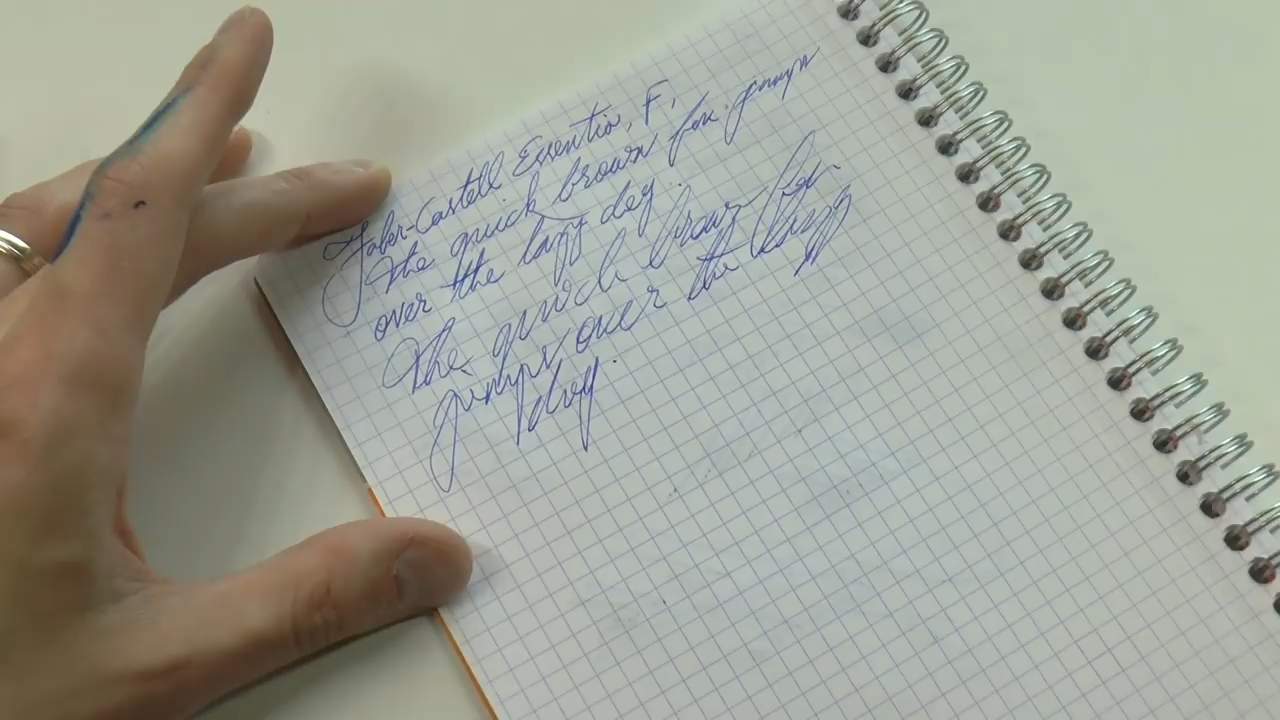 Faber-Castell Essentio, F,
The quick brown fox jumps
over the lazy dog.
The quick brown fox
jumps over the lazy
dog.